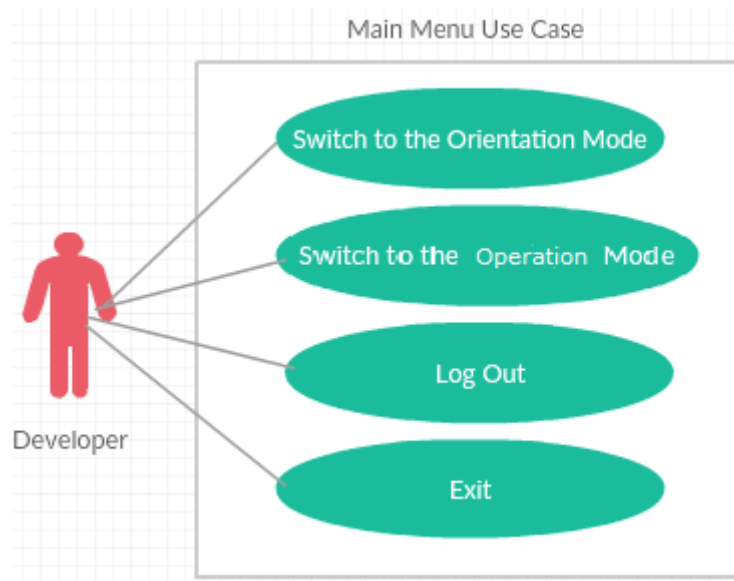 Main Menu Use Case
Switch to the Orientation Mode
Switch to the Operation Mode
Log Out
Developer
Exit